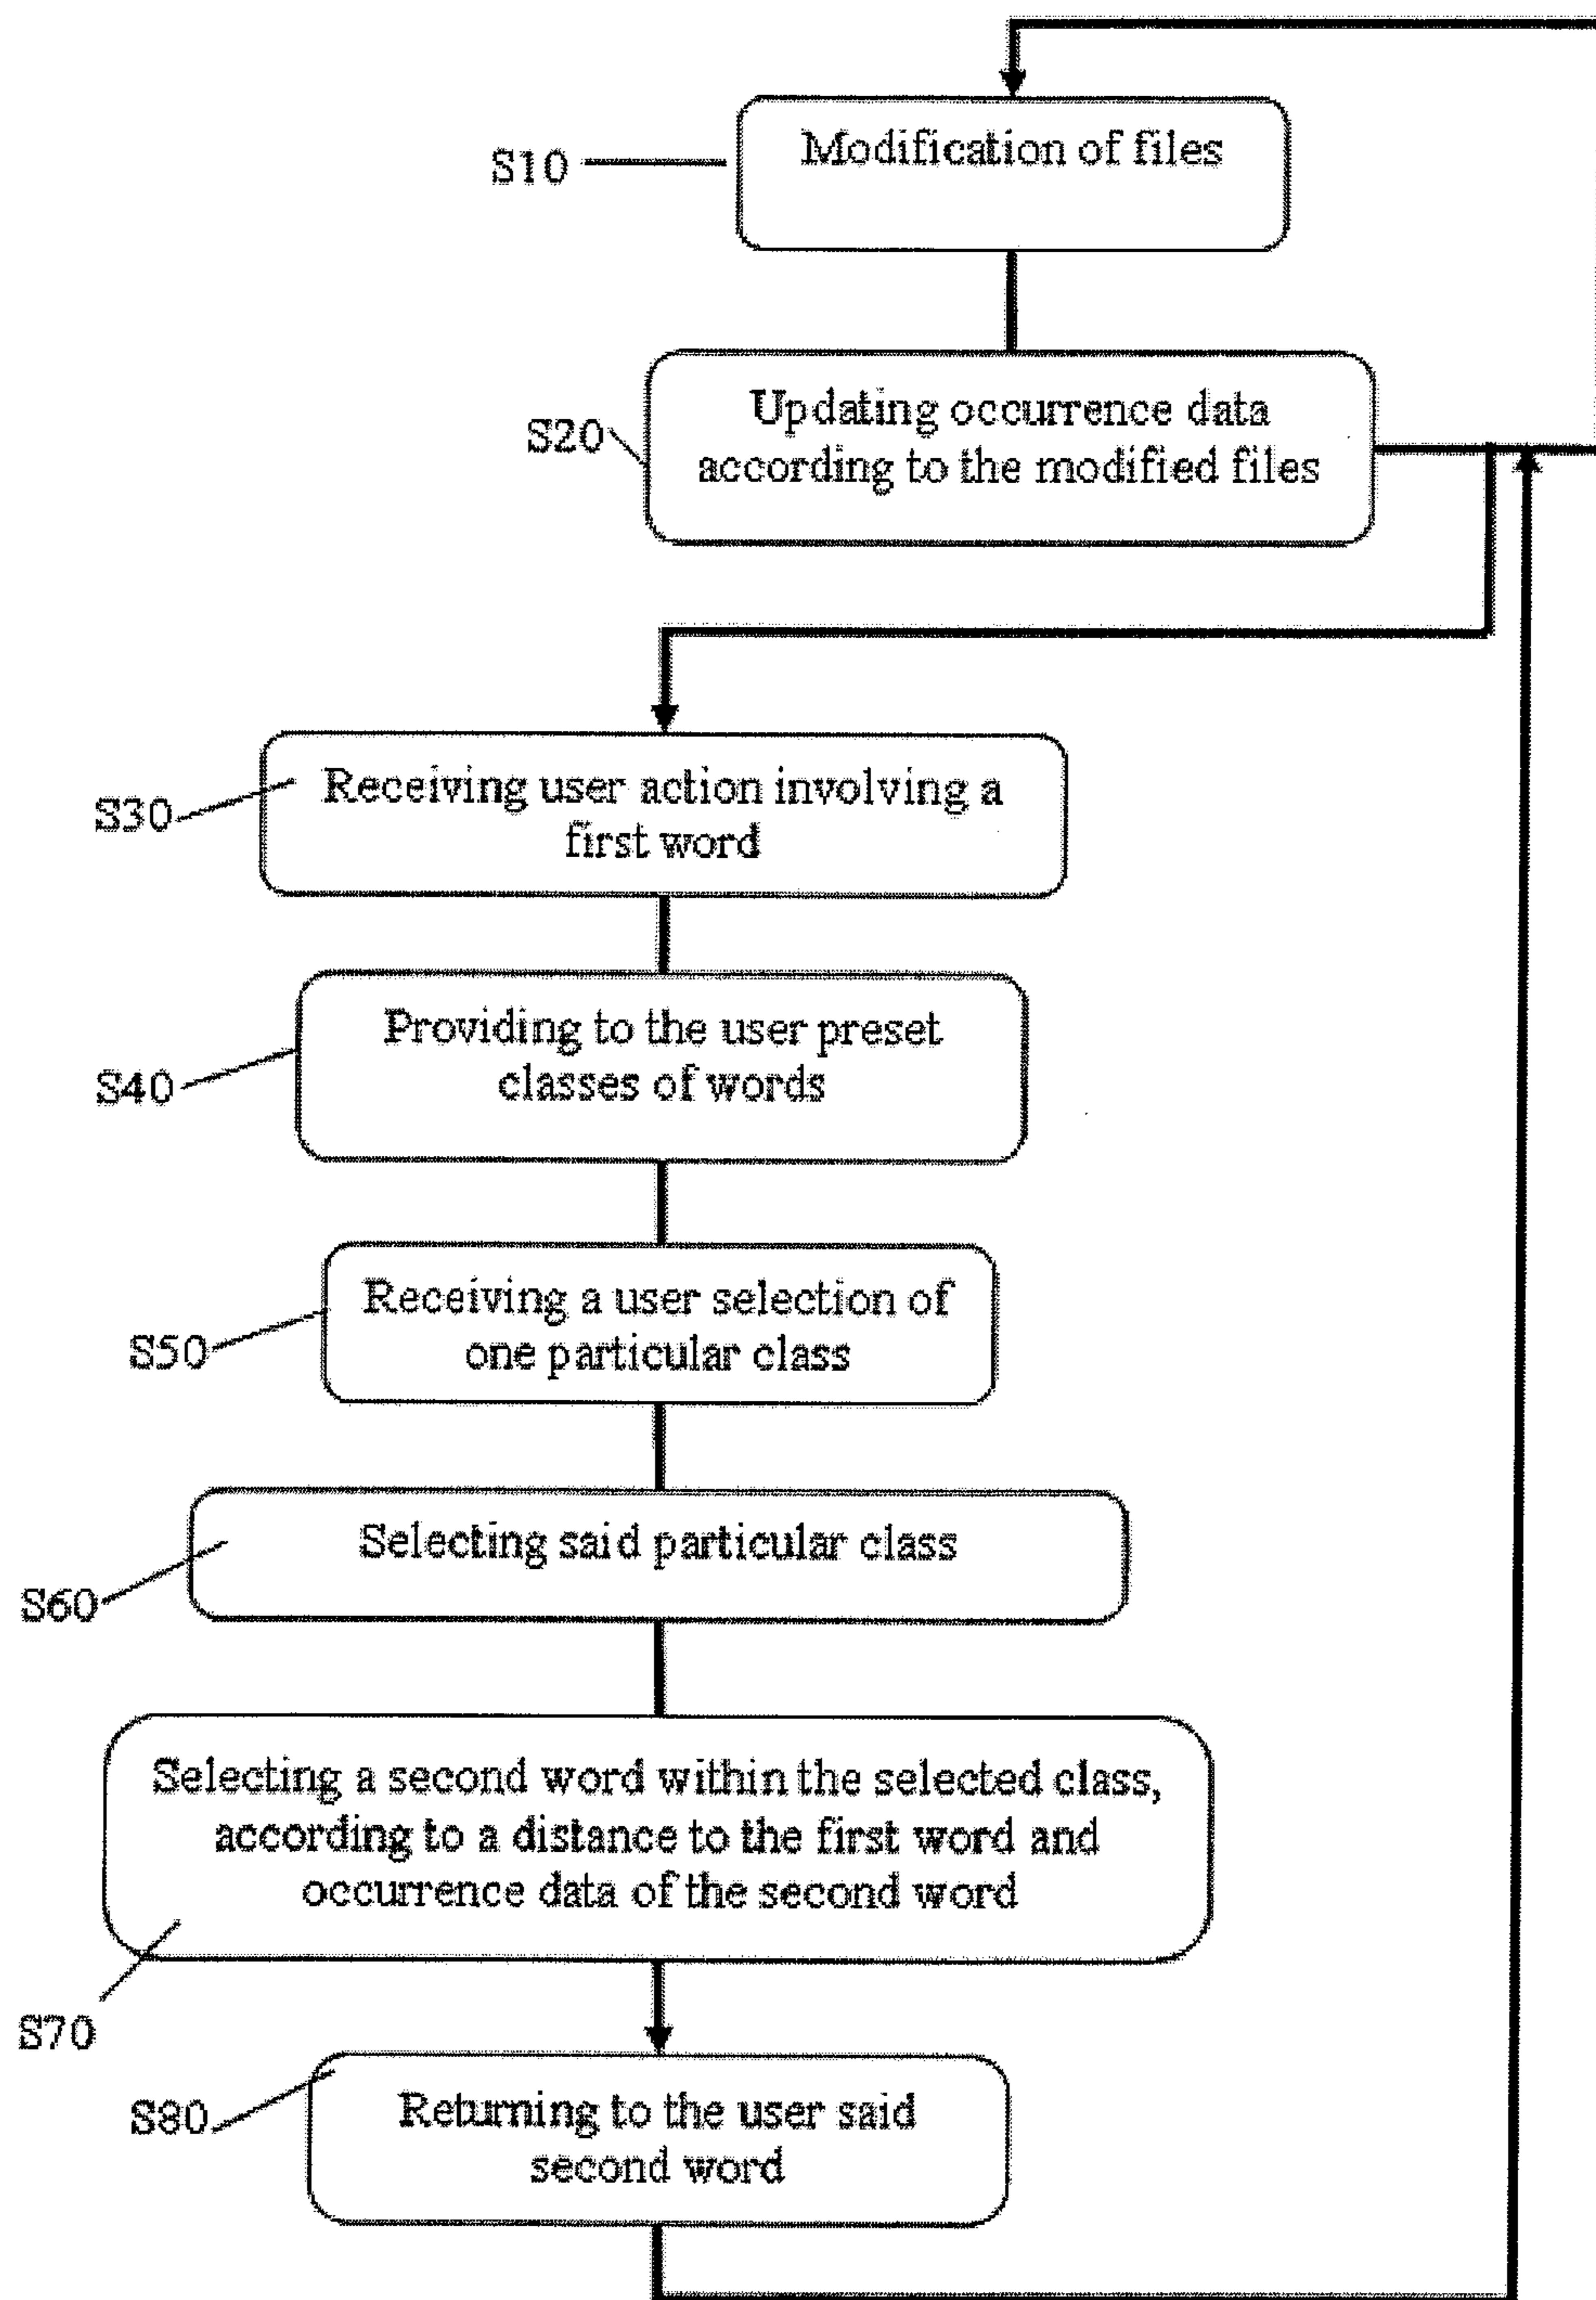 S10
Modification of files
S20
Updating occurrence data
according to the modified files
S30
Receiving user action involving a
first word
S40
Providing to the user preset
classes of words
S50
Receiving a user selection of
one particular class
S60
Selecting said particular class
S70
Selecting a second word within the selected class,
according to a distance to the first word and
occurrence data of the second word
S80
Returning to the user said
second word